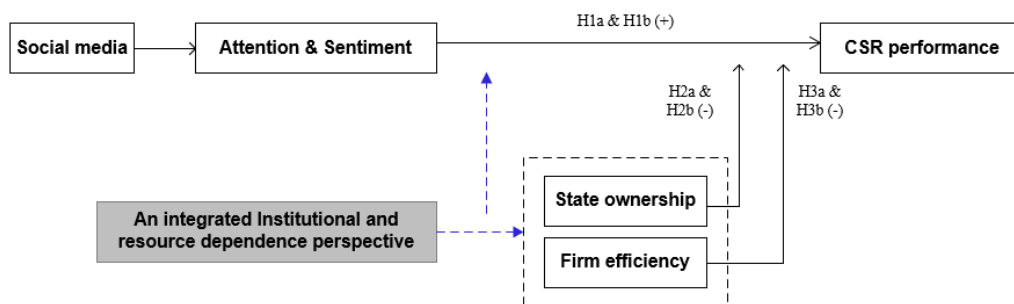 H1a & H1b (+)
Social media
Attention & Sentiment
CSR performance
H2a &
H2b (-)
H3a &
H3b (-)
State ownership
An integrated Institutional and
resource dependence perspective
Firm efficiency